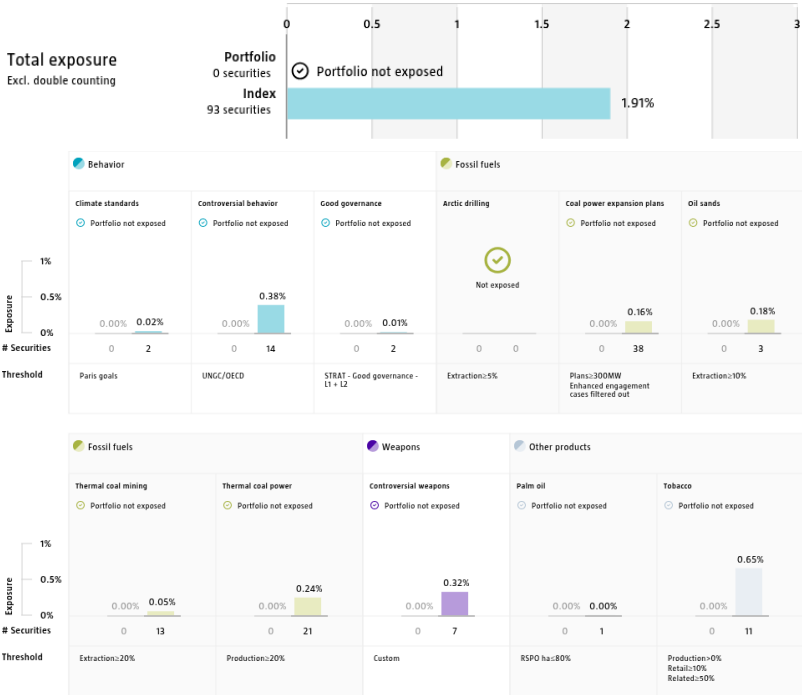 0 0.5 1 1.5 2 2.5 3
Total exposure
Excl. double counting
Portfolio
0 securities
Portfolio not exposed
Index
93 securities
1.91%
Behavior
Fossil fuels
Climate standards
Controversial behavior
Good governance
Arctic drilling
Coal power expansion plans
Oil sands
Portfolio not exposed
Portfolio not exposed
Portfolio not exposed
Portfolio not exposed
Portfolio not exposed
Not exposed
Exposure
1%
0.5%
0%
0.00% 0.02%
0.00% 0.38%
0.00% 0.01%
0.00% 0.16%
0.00% 0.18%
# Securities
0 2
0 14
0 2
0 0
0 38
0 3
Threshold
Paris goals
UNGC/OECD
STRAT - Good governance -
L1 + L2
Extraction≥5%
Plans≥300MW
Enhanced engagement
cases filtered out
Extraction≥10%
Fossil fuels
Weapons
Other products
Thermal coal mining
Thermal coal power
Controversial weapons
Palm oil
Tobacco
Portfolio not exposed
Portfolio not exposed
Portfolio not exposed
Portfolio not exposed
Portfolio not exposed
Exposure
1%
0.5%
0%
0.00% 0.05%
0.00% 0.24%
0.00% 0.32%
0.00% 0.00%
0.00% 0.65%
# Securities
0 13
0 21
0 7
0 1
0 11
Threshold
Extraction≥20%
Production≥20%
Custom
RSPO ha≤80%
Production>0%
Retail≥10%
Related≥50%